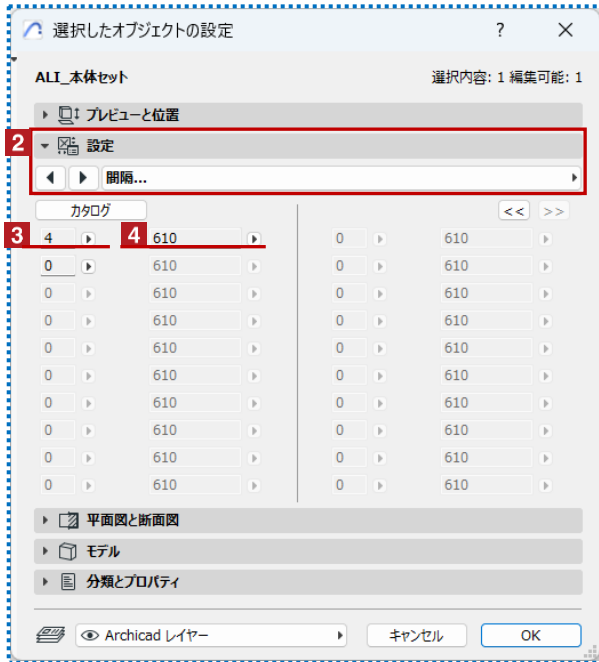 選択したオブジェクトの設定 ?
ALI_本体セット 選択内容: 1 編集可能: 1
プレビューと位置
2 設定
間隔...
カタログ << >>
3 4 4 610 0 610
0 610 0 610
0 610 0 610
0 610 0 610
0 610 0 610
0 610 0 610
0 610 0 610
0 610 0 610
0 610 0 610
0 610 0 610
平面図と断面図
モデル
分類とプロパティ
Archicad レイヤー キャンセル OK